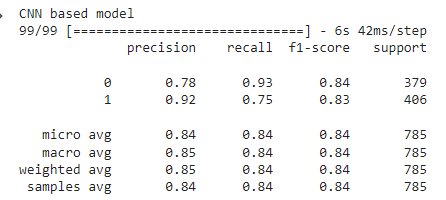 CNN based model
99/99 [==============================] - 6s 42ms/step
precision recall f1-score support
0 0.78 0.93 0.84 379
1 0.92 0.75 0.83 406
micro avg 0.84 0.84 0.84 785
macro avg 0.85 0.84 0.84 785
weighted avg 0.85 0.84 0.84 785
samples avg 0.84 0.84 0.84 785